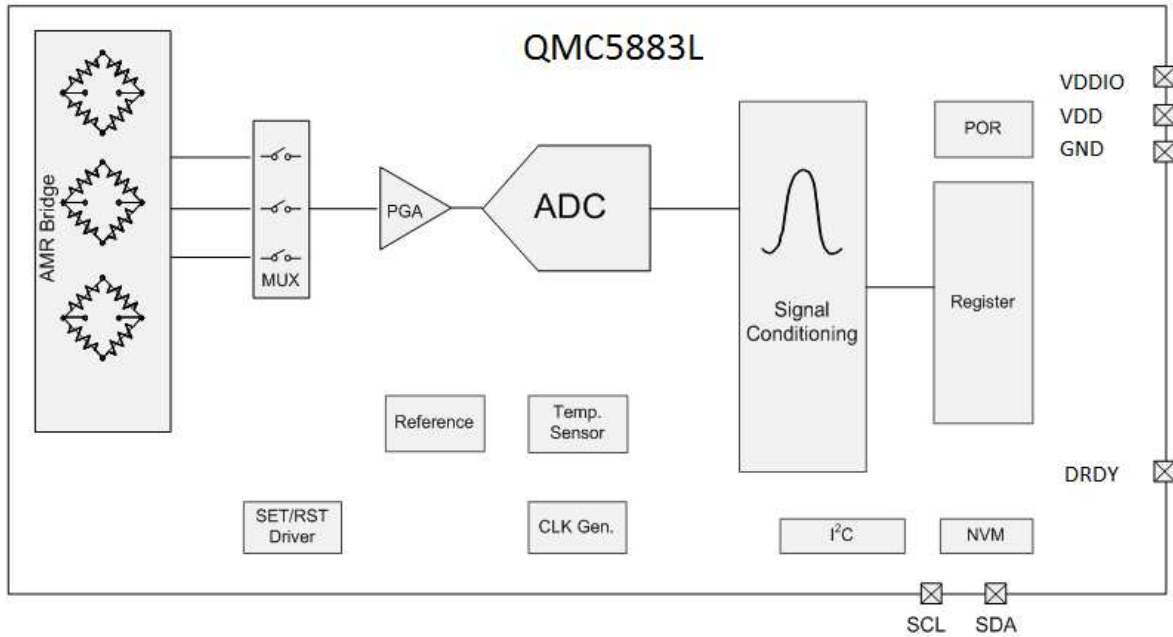 QMC5883L
VDDIO
VDD
GND
POR
AMR Bridge
MUX
PGA
ADC
Signal
Conditioning
Register
Reference
Temp.
Sensor
DRDY
SET/RST
Driver
CLK Gen.
I²C
NVM
SCL
SDA